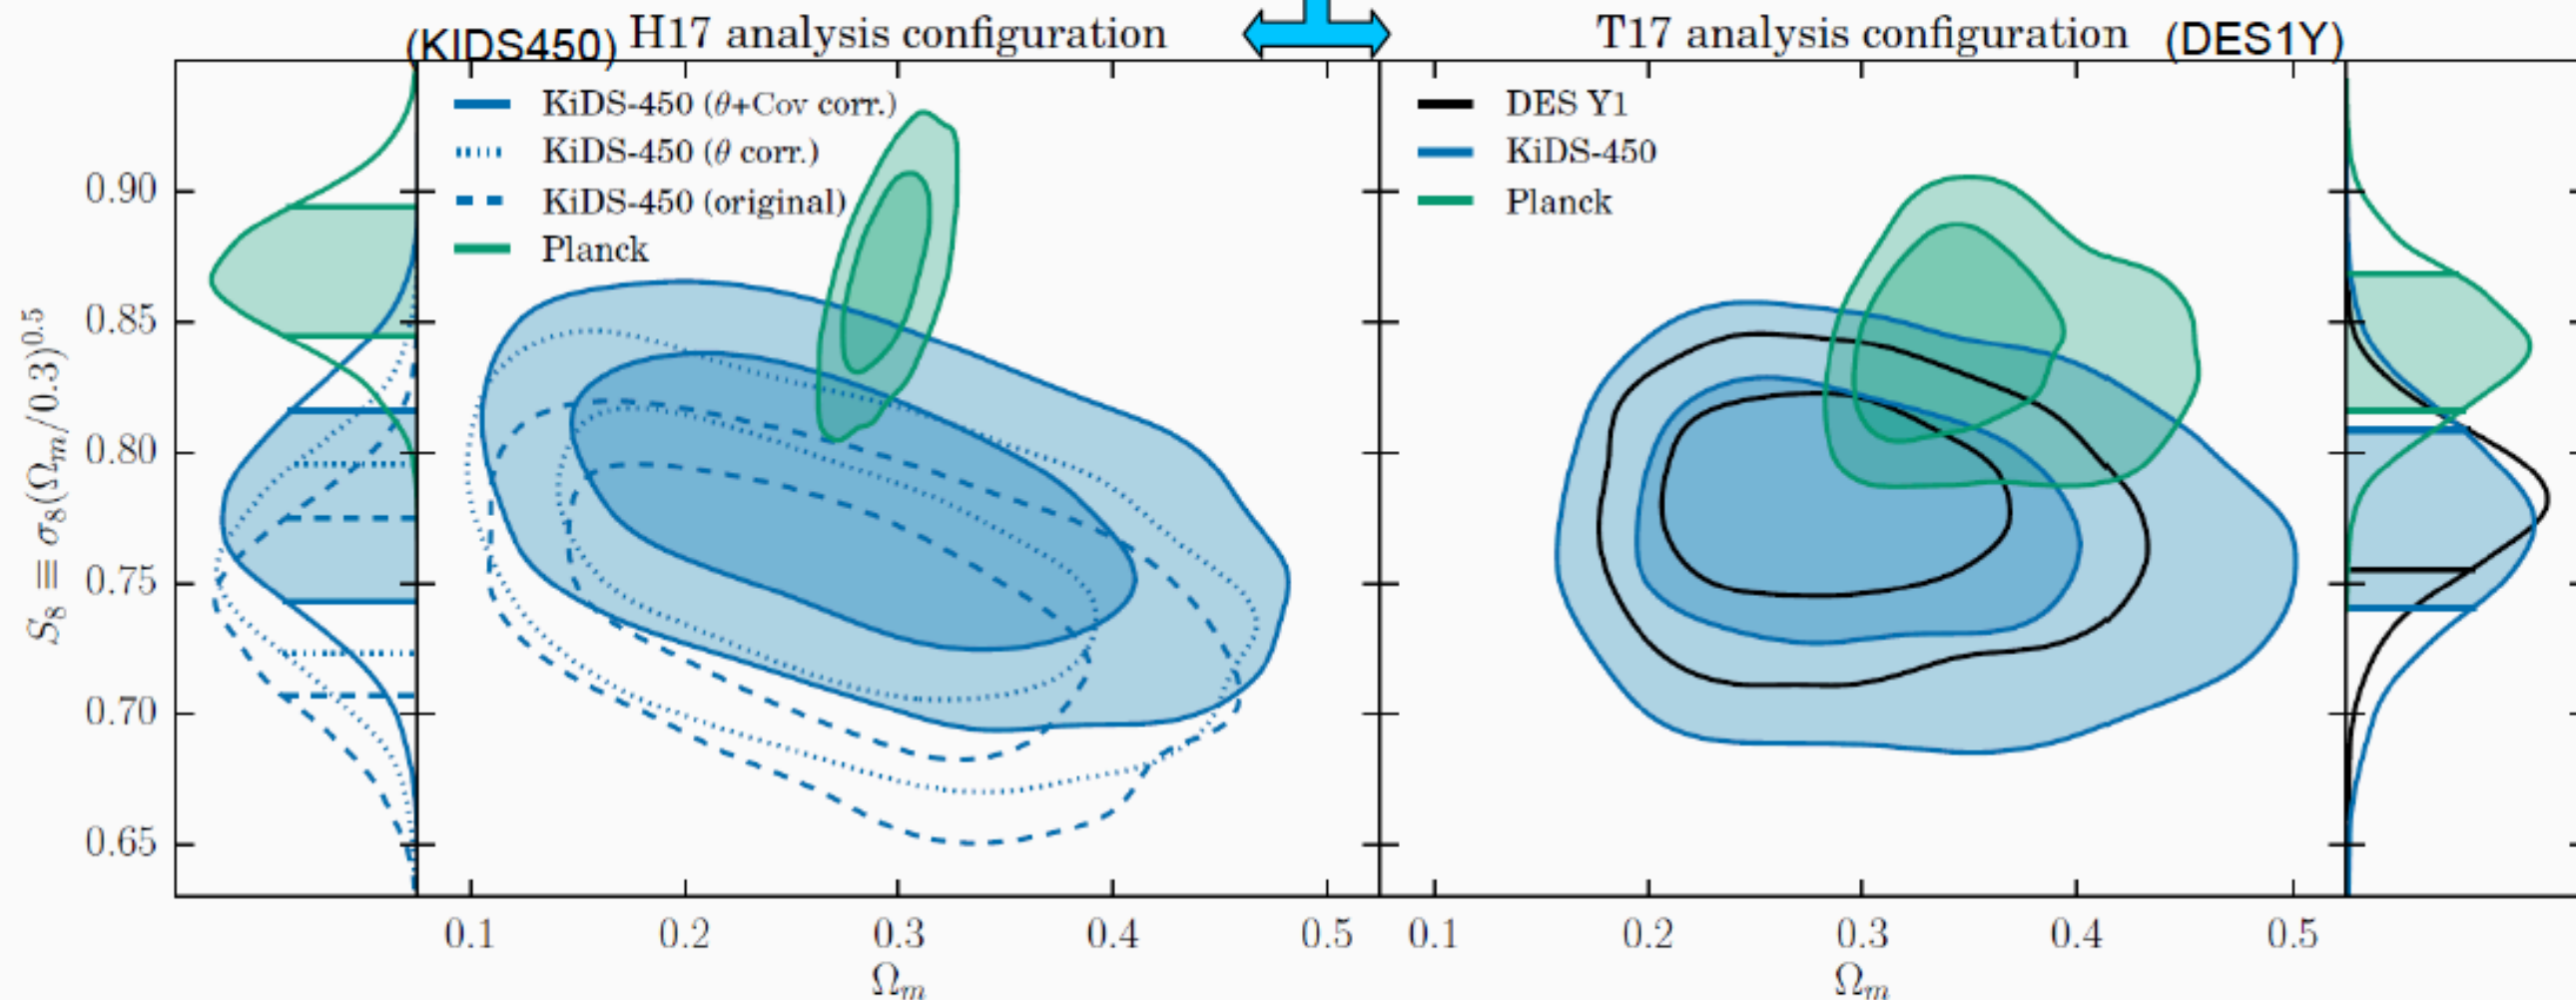 (KIDS450) H17 analysis configuration
T17 analysis configuration (DES1Y)
KiDS-450 (θ+Cov corr.)
KiDS-450 (θ corr.)
KiDS-450 (original)
Planck
DES Y1
KiDS-450
Planck
S₈ ≡ σ₈(Ωₘ/0.3)⁰·⁵
0.90
0.85
0.80
0.75
0.70
0.65
0.1 0.2 0.3 0.4 0.5
Ωₘ
0.1 0.2 0.3 0.4 0.5
Ωₘ